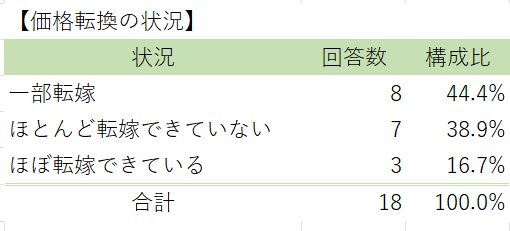 【価格転換の状況】
状況 回答数 構成比
一部転嫁 8 44.4%
ほとんど転嫁できていない 7 38.9%
ほぼ転嫁できている 3 16.7%
合計 18 100.0%